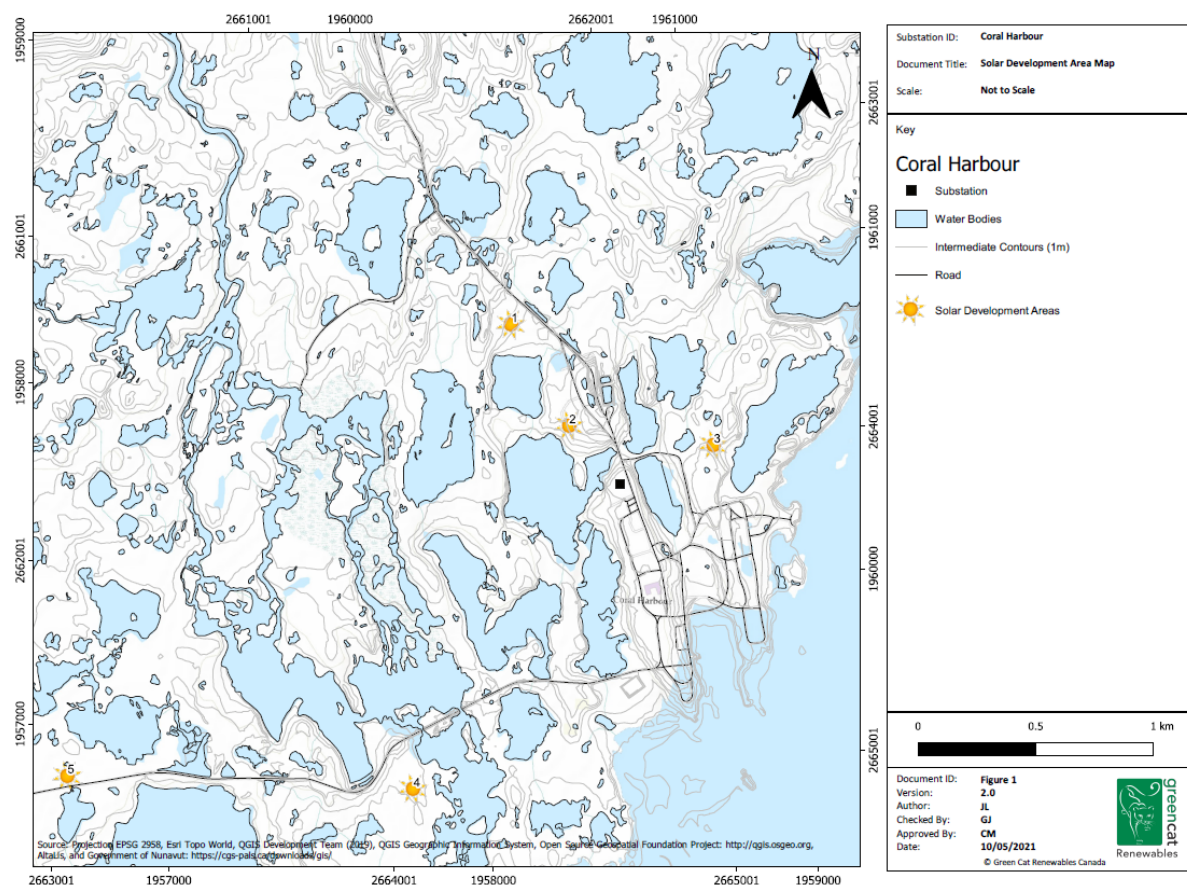 2661001 1960000 2662001 1961000
1959000
2661001
1958000
2662001
1957000
2663001
1961000
2664001
1960000
2665001
2663001 1957000 2664001 1958000 2665001 1959000
N
1
2
3
4
5
Coral Harbour
Source: Projection EPSG 2958, Esri Topo World, QGIS Development Team (2019), QGIS Geographic Information System, Open Source Geospatial Foundation Project: http://qgis.osgeo.org,
AltaLis, and Government of Nunavut: https://cgs-pals.ca/downloads/gis/
Substation ID: Coral Harbour
Document Title: Solar Development Area Map
Scale: Not to Scale
Key
Coral Harbour
Substation
Water Bodies
Intermediate Contours (1m)
Road
Solar Development Areas
0 0.5 1 km
Document ID: Figure 1
Version: 2.0
Author: JL
Checked By: GJ
Approved By: CM
Date: 10/05/2021
greencat
Renewables
© Green Cat Renewables Canada